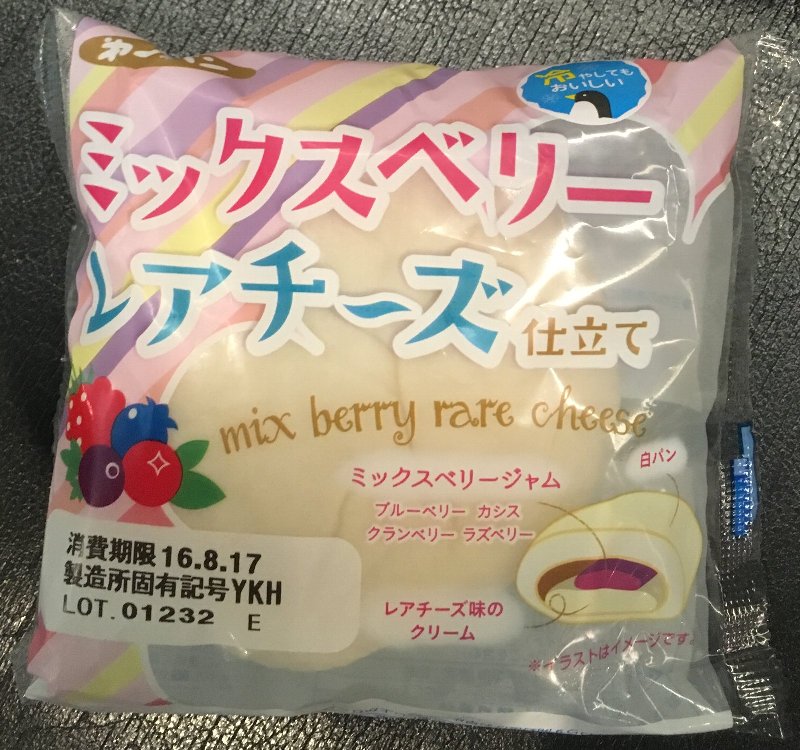 冷やしても
おいしい
ミックスベリー
レアチーズ仕立て
mix berry rare cheese
白パン
ミックスベリージャム
ブルーベリー カシス
クランベリー ラズベリー
消費期限 16.8.17
製造所固有記号YKH
LOT. 01232 E
レアチーズ味の
クリーム
※イラストはイメージです。